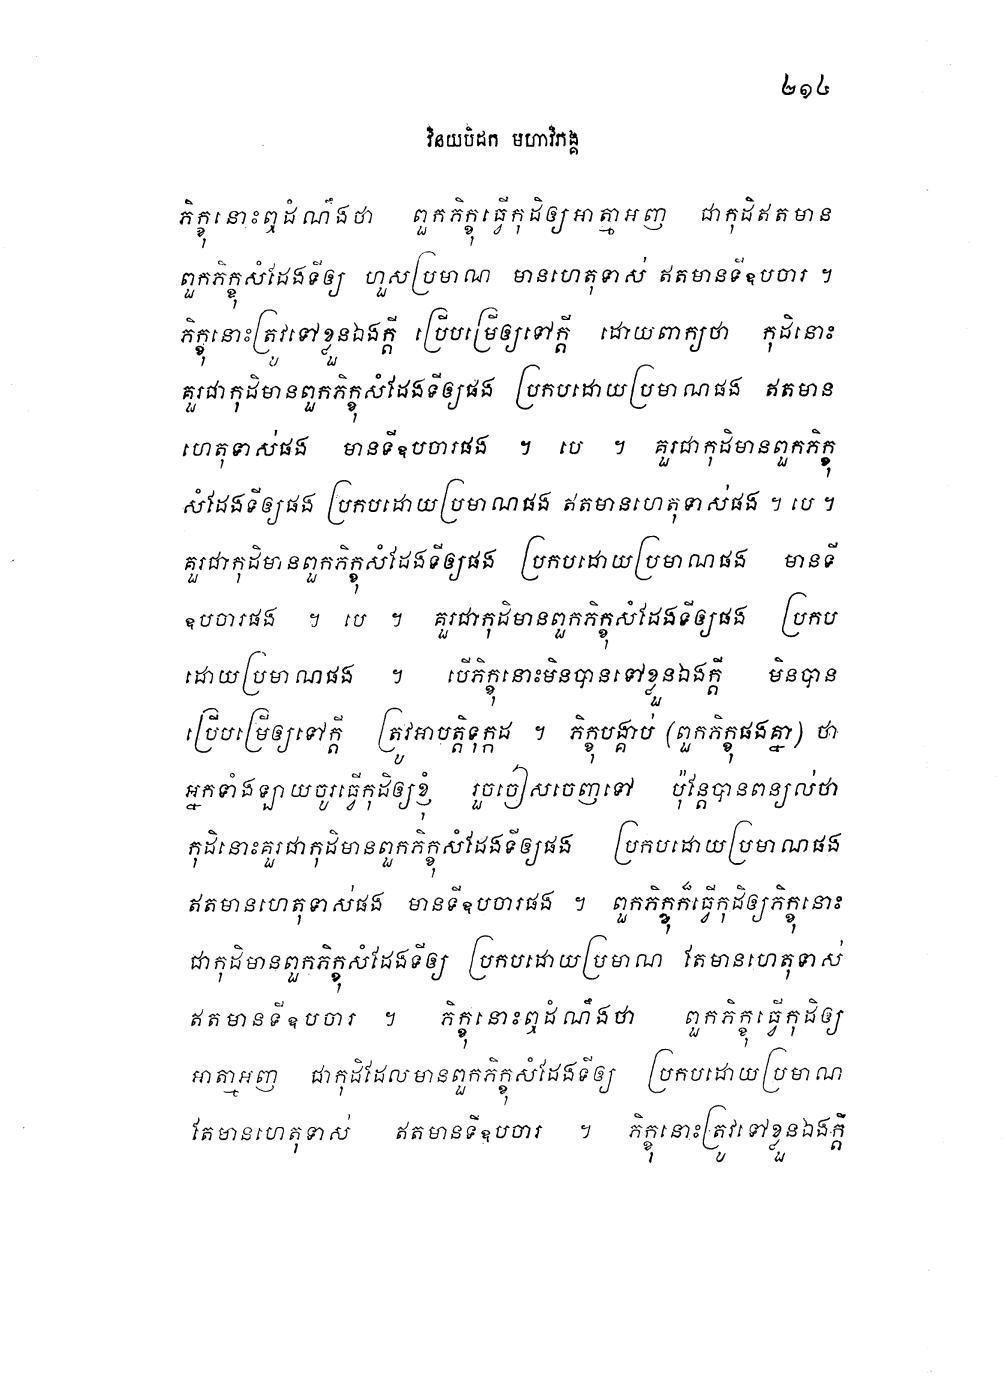 ២១៤
វិនយបិដក មហាវិភង្គ
ភិក្ខុនោះឮដំណឹងថា ពួកភិក្ខុធ្វើកុដិឲ្យអាត្មាអញ ជាកុដិឥតមាន
ពួកភិក្ខុសំដែងទីឲ្យ ហួសប្រមាណ មានហេតុទាស់ ឥតមានទីឧបចារ ។
ភិក្ខុនោះត្រូវទៅខ្លួនឯងក្តី ប្រើបម្រើឲ្យទៅក្តី ដោយពាក្យថា កុដិនោះ
គួរជាកុដិមានពួកភិក្ខុសំដែងទីឲ្យផង ប្រកបដោយប្រមាណផង ឥតមាន
ហេតុទាស់ផង មានទីឧបចារផង ។ បេ ។ គួរជាកុដិមានពួកភិក្ខុ
សំដែងទីឲ្យផង ប្រកបដោយប្រមាណផង ឥតមានហេតុទាស់ផង ។ បេ ។
គួរជាកុដិមានពួកភិក្ខុសំដែងទីឲ្យផង ប្រកបដោយប្រមាណផង មានទី
ឧបចារផង ។ បេ ។ គួរជាកុដិមានពួកភិក្ខុសំដែងទីឲ្យផង ប្រកប
ដោយប្រមាណផង ។ បើភិក្ខុនោះមិនបានទៅខ្លួនឯងក្តី មិនបាន
ប្រើបម្រើឲ្យទៅក្តី ត្រូវអាបត្តិទុក្កដ ។ ភិក្ខុបង្គាប់ (ពួកភិក្ខុផងគ្នា) ថា
អ្នកទាំងឡាយចូរធ្វើកុដិឲ្យខ្ញុំ រួចចៀសចេញទៅ ប៉ុន្តែបានពន្យល់ថា
កុដិនោះគួរជាកុដិមានពួកភិក្ខុសំដែងទីឲ្យផង ប្រកបដោយប្រមាណផង
ឥតមានហេតុទាស់ផង មានទីឧបចារផង ។ ពួកភិក្ខុក៏ធ្វើកុដិឲ្យភិក្ខុនោះ
ជាកុដិមានពួកភិក្ខុសំដែងទីឲ្យ ប្រកបដោយប្រមាណ តែមានហេតុទាស់
ឥតមានទីឧបចារ ។ ភិក្ខុនោះឮដំណឹងថា ពួកភិក្ខុធ្វើកុដិឲ្យ
អាត្មាអញ ជាកុដិដែលមានពួកភិក្ខុសំដែងទីឲ្យ ប្រកបដោយប្រមាណ
តែមានហេតុទាស់ ឥតមានទីឧបចារ ។ ភិក្ខុនោះត្រូវទៅខ្លួនឯងក្តី